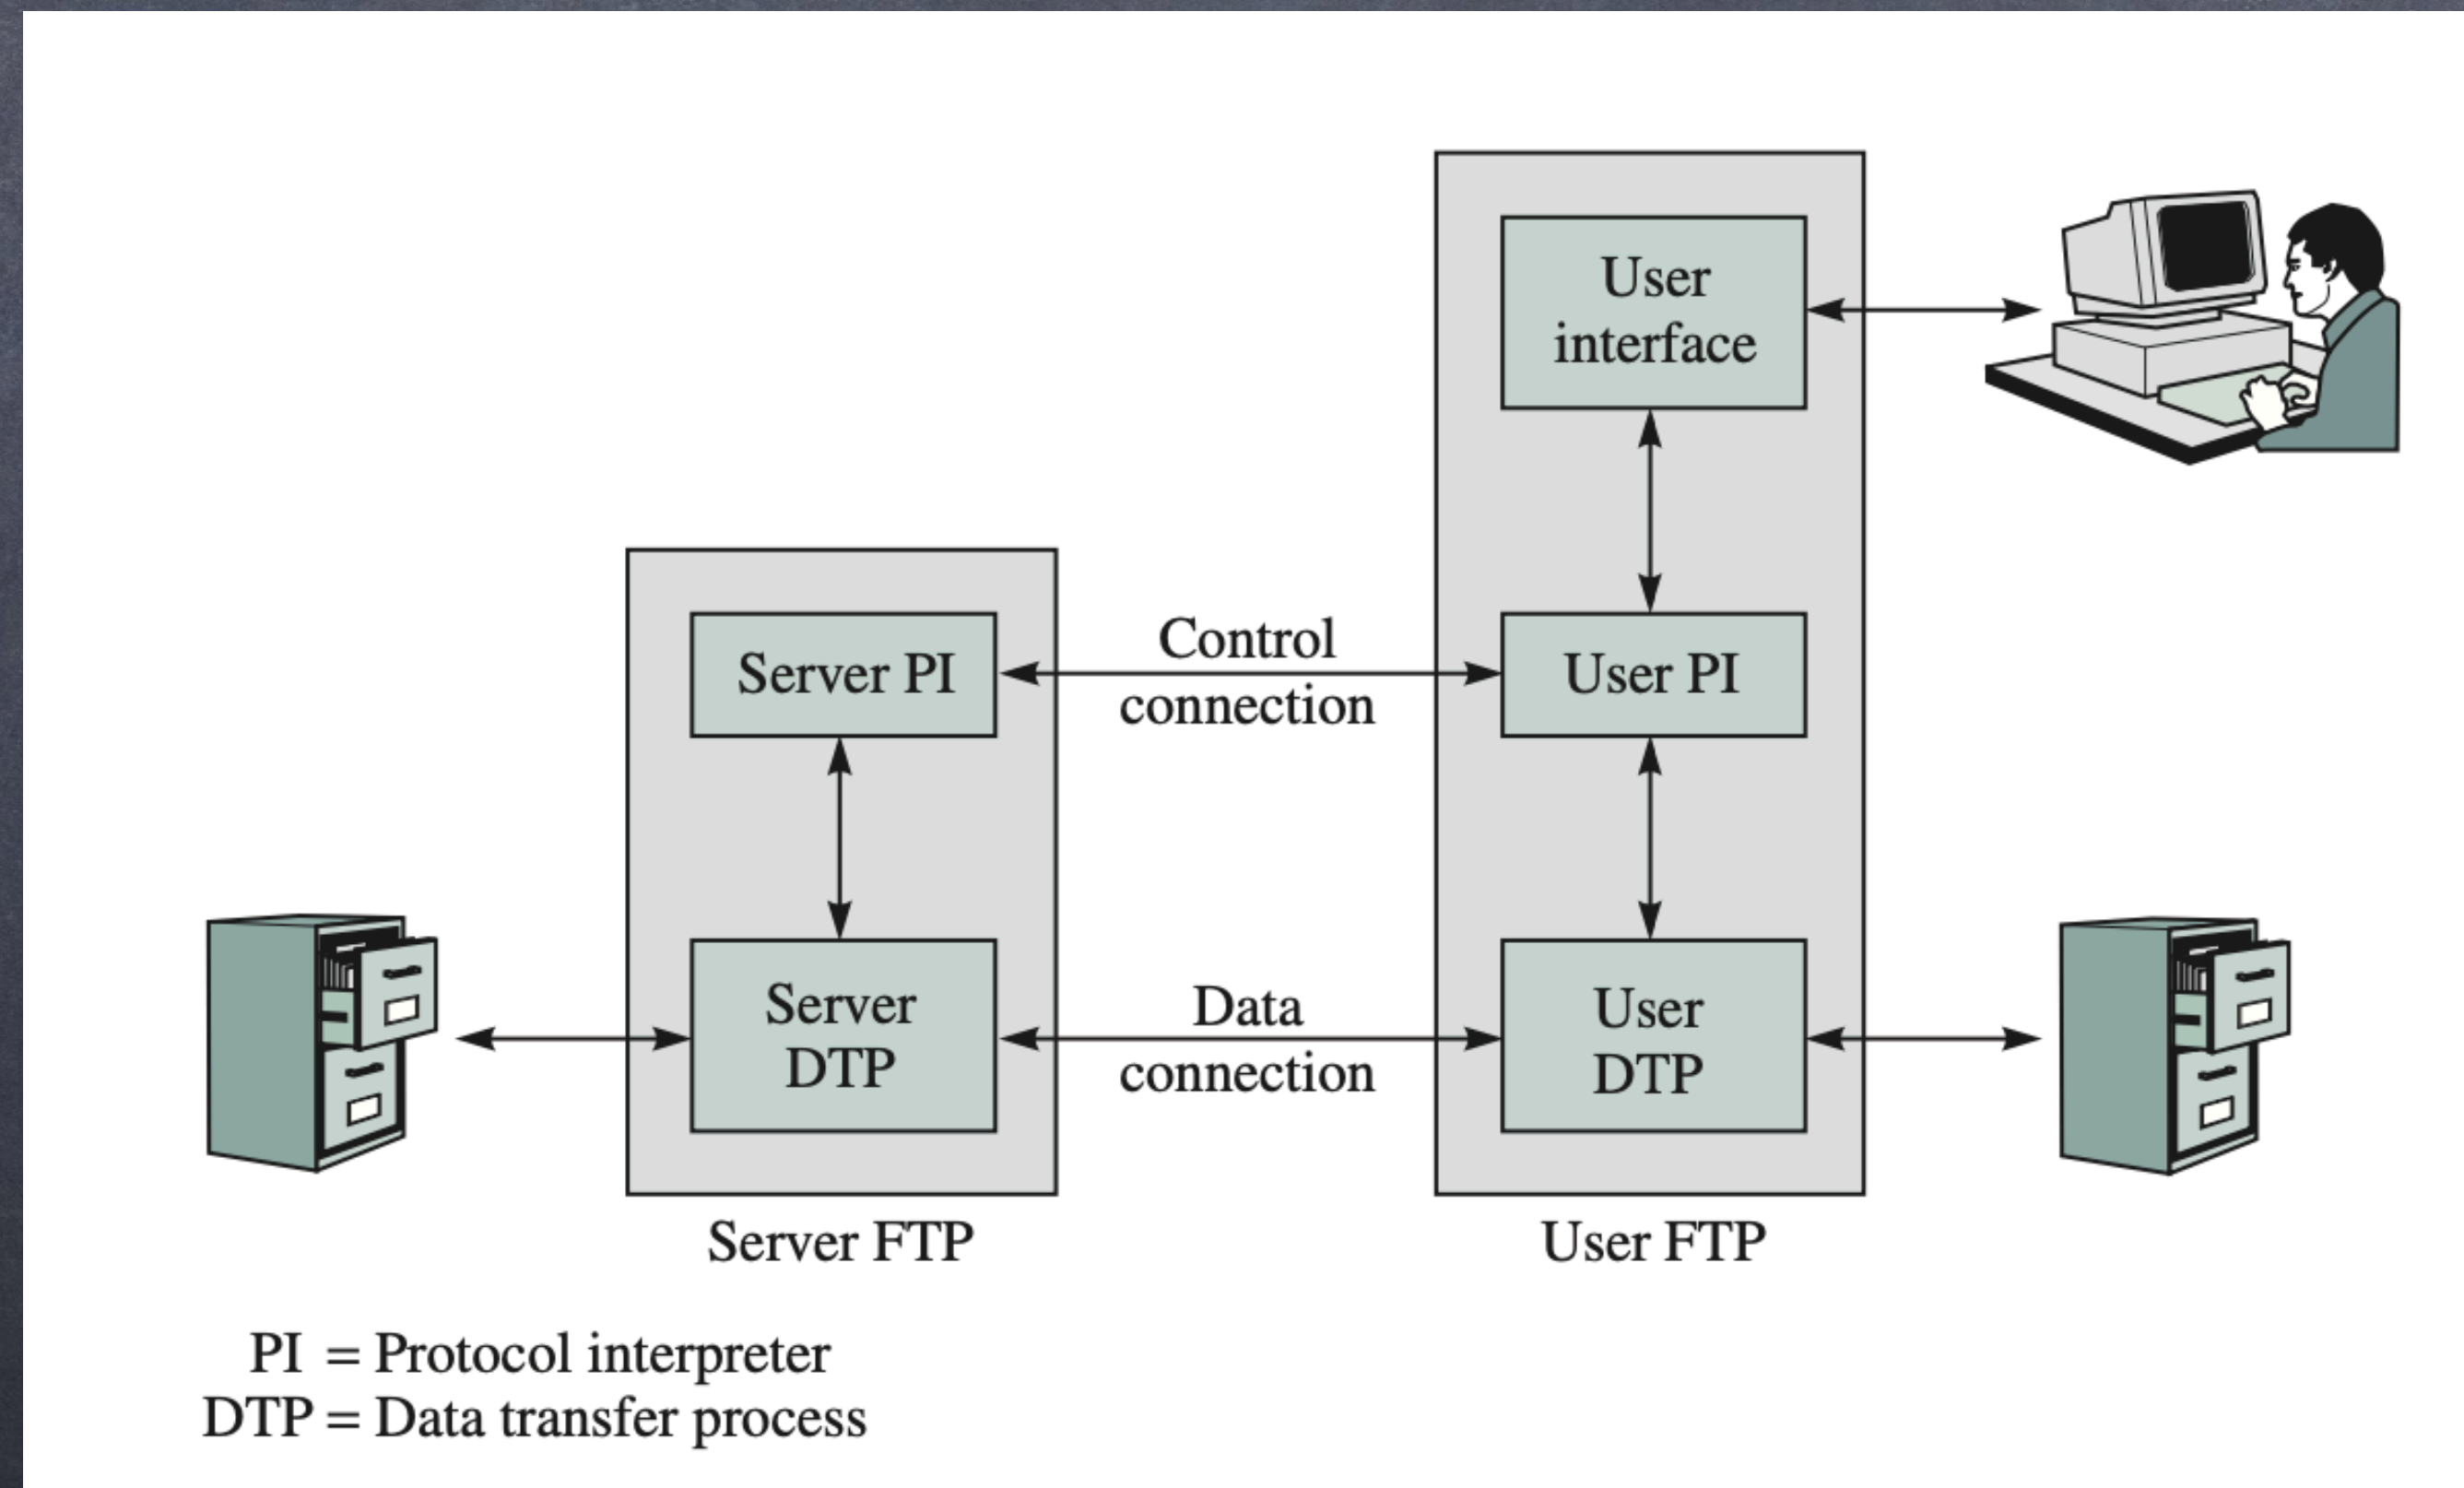 User
interface
Server PI
Control
connection
User PI
Server
DTP
Data
connection
User
DTP
Server FTP
User FTP
PI = Protocol interpreter
DTP = Data transfer process